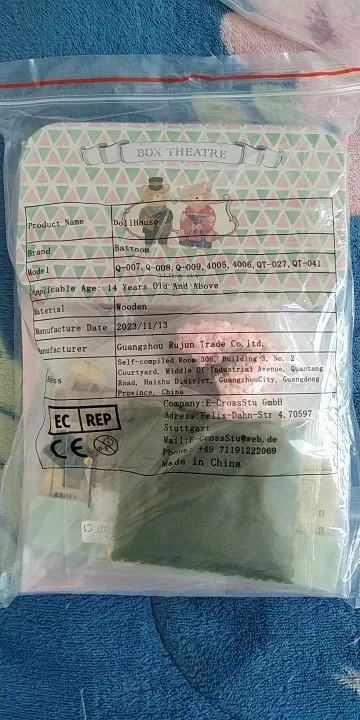 BOX THEATRE
Product Name DollHouse
Brand Battoom
Model Q-007, Q-008, Q-009, 4005, 4006, QT-027, QT-041
Applicable Age: 14 Years Old And Above
Material Wooden
Manufacture Date 2023/11/13
Manufacturer Guangzhou Rujun Trade Co. ltd.
Self-compiled Room 306, Building 3, No. 2
Courtyard, Middle Of Industrial Avenue, Quantang
Road, Haizhu District, GuangzhouCity, Guangdong
Province, China
EC REP
Company:E-CrossStu GmbH
Adress:Felix-Dahn-Str 4,70597
Stuttgart
Mail:E-CrossStu@web.de
Phone: +49 71191222069
Made in China
CE